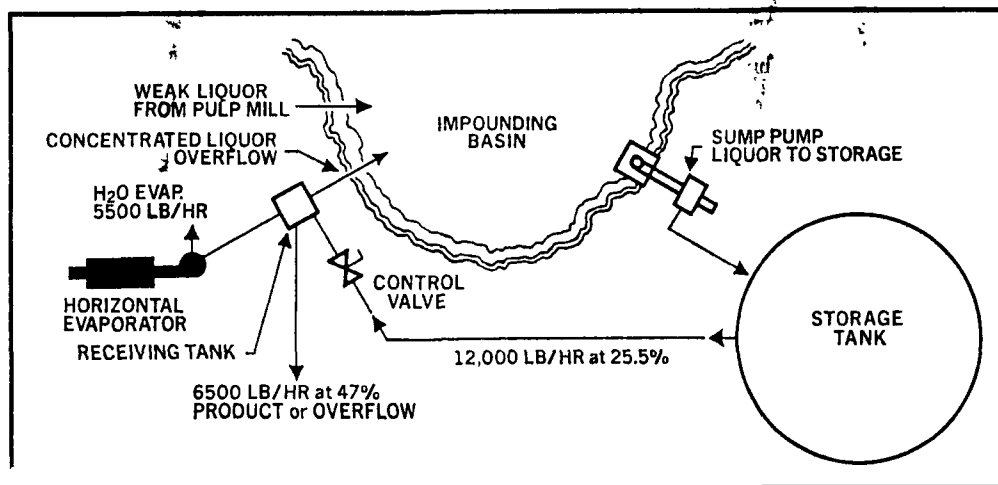 WEAK LIQUOR
FROM PULP MILL
CONCENTRATED LIQUOR
OVERFLOW
H₂O EVAP.
5500 LB/HR
HORIZONTAL
EVAPORATOR
RECEIVING TANK
6500 LB/HR at 47%
PRODUCT or OVERFLOW
IMPOUNDING
BASIN
CONTROL
VALVE
12,000 LB/HR at 25.5%
SUMP PUMP
LIQUOR TO STORAGE
STORAGE
TANK